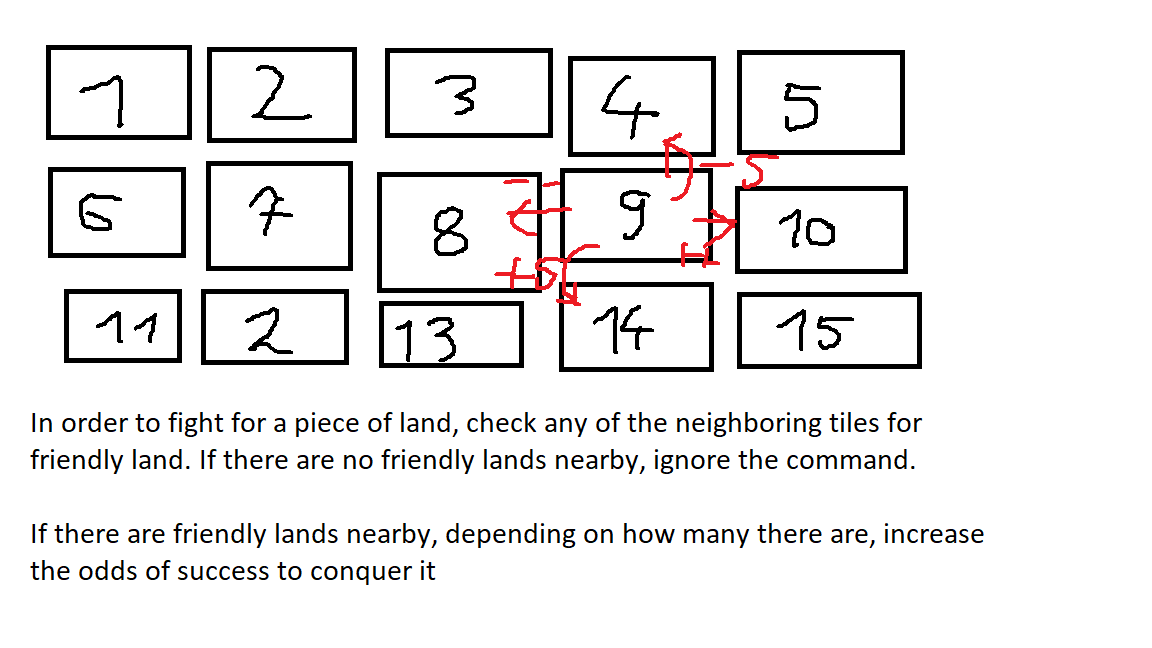 1 2 3 4 5
-5
6 7 8 9 10
+5
11 2 13 14 15
In order to fight for a piece of land, check any of the neighboring tiles for
friendly land. If there are no friendly lands nearby, ignore the command.
If there are friendly lands nearby, depending on how many there are, increase
the odds of success to conquer it